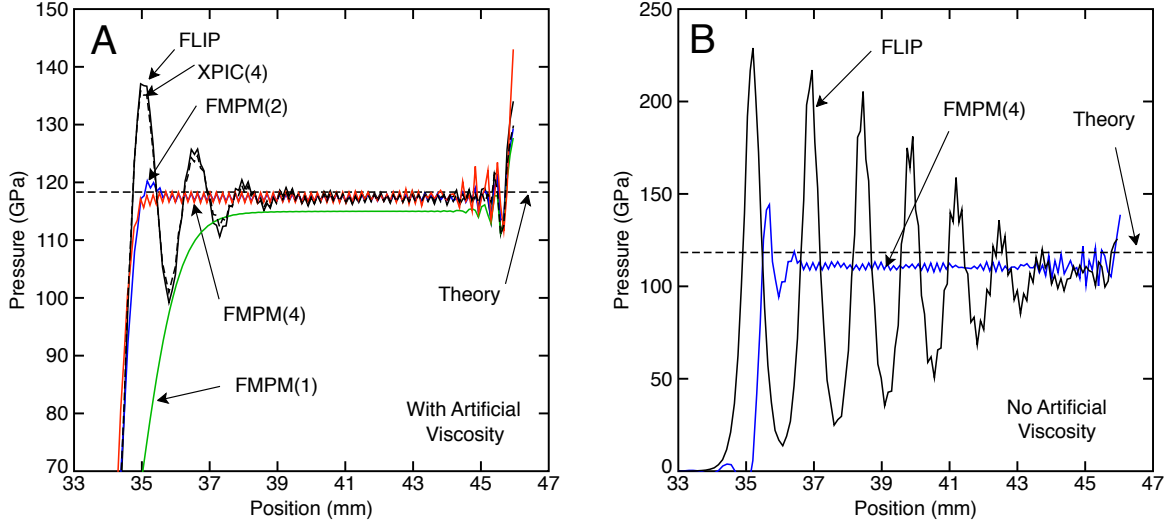 A
150
140
130
120
110
100
90
80
70
Pressure (GPa)
FLIP
XPIC(4)
FMPM(2)
FMPM(4)
FMPM(1)
Theory
With Artificial
Viscosity
33
35
37
39
41
43
45
47
Position (mm)
B
250
200
150
100
50
0
Pressure (GPa)
FLIP
FMPM(4)
Theory
No Artificial
Viscosity
33
35
37
39
41
43
45
47
Position (mm)